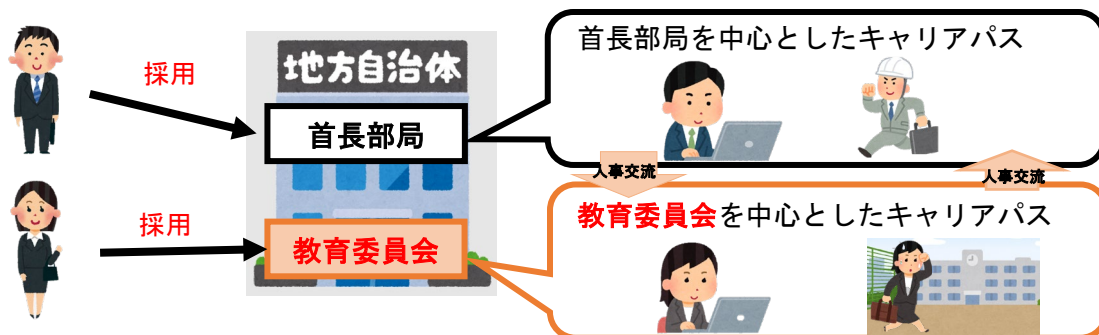 採用
地方自治体
首長部局
首長部局を中心としたキャリアパス
人事交流
人事交流
採用
教育委員会
教育委員会を中心としたキャリアパス